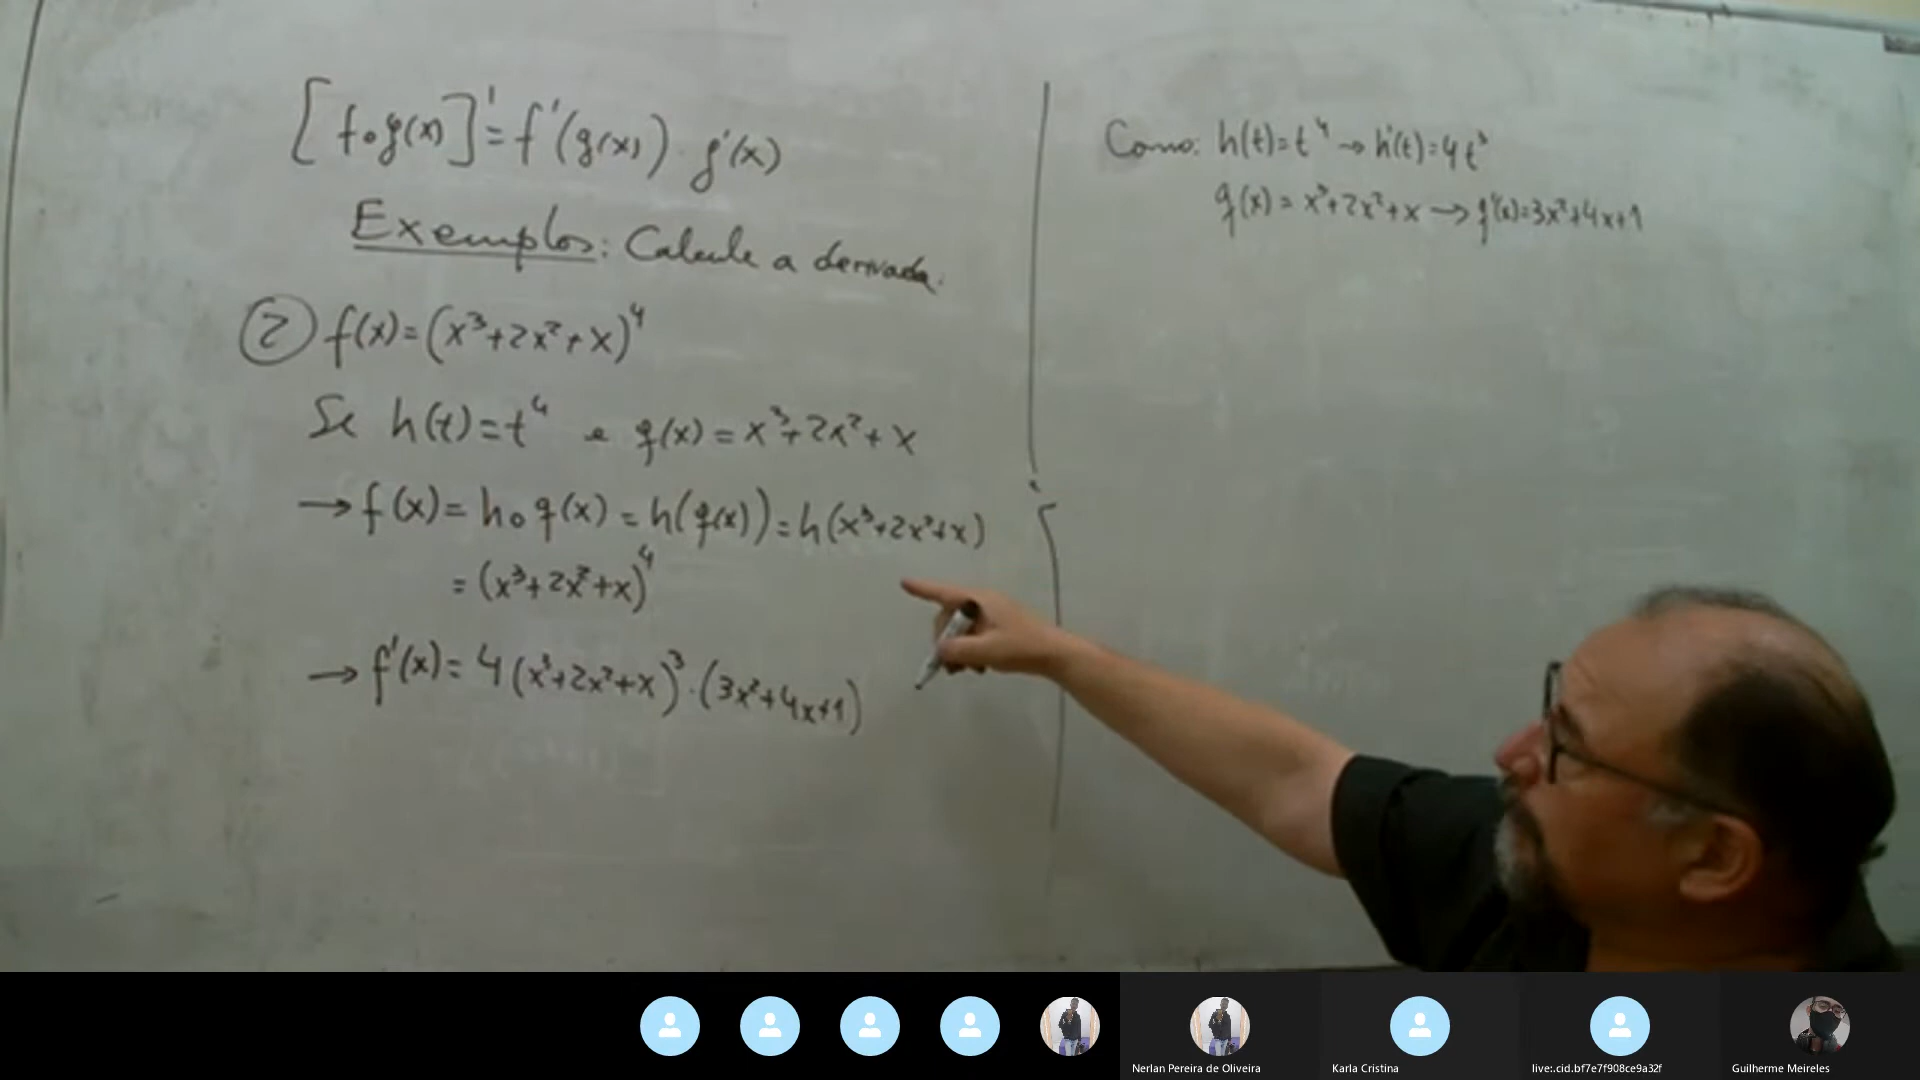 [fog(x)]' = f'(g(x)) · g'(x)
Exemplos: Calcule a derivada.
② f(x) = (x³+2x²+x)⁴
Se h(t) = t⁴ e g(x) = x³+2x²+x
→ f(x) = hog(x) = h(g(x)) = h(x³+2x²+x)
= (x³+2x²+x)⁴
→ f'(x) = 4(x³+2x²+x)³·(3x²+4x+1)
Como: h(t)=t⁴ → h'(t)=4t³
g(x) = x³+2x²+x → g'(x)=3x²+4x+1
Nerlan Pereira de Oliveira
Karla Cristina
live:.cid.bf7e7f908ce9a32f
Guilherme Meireles